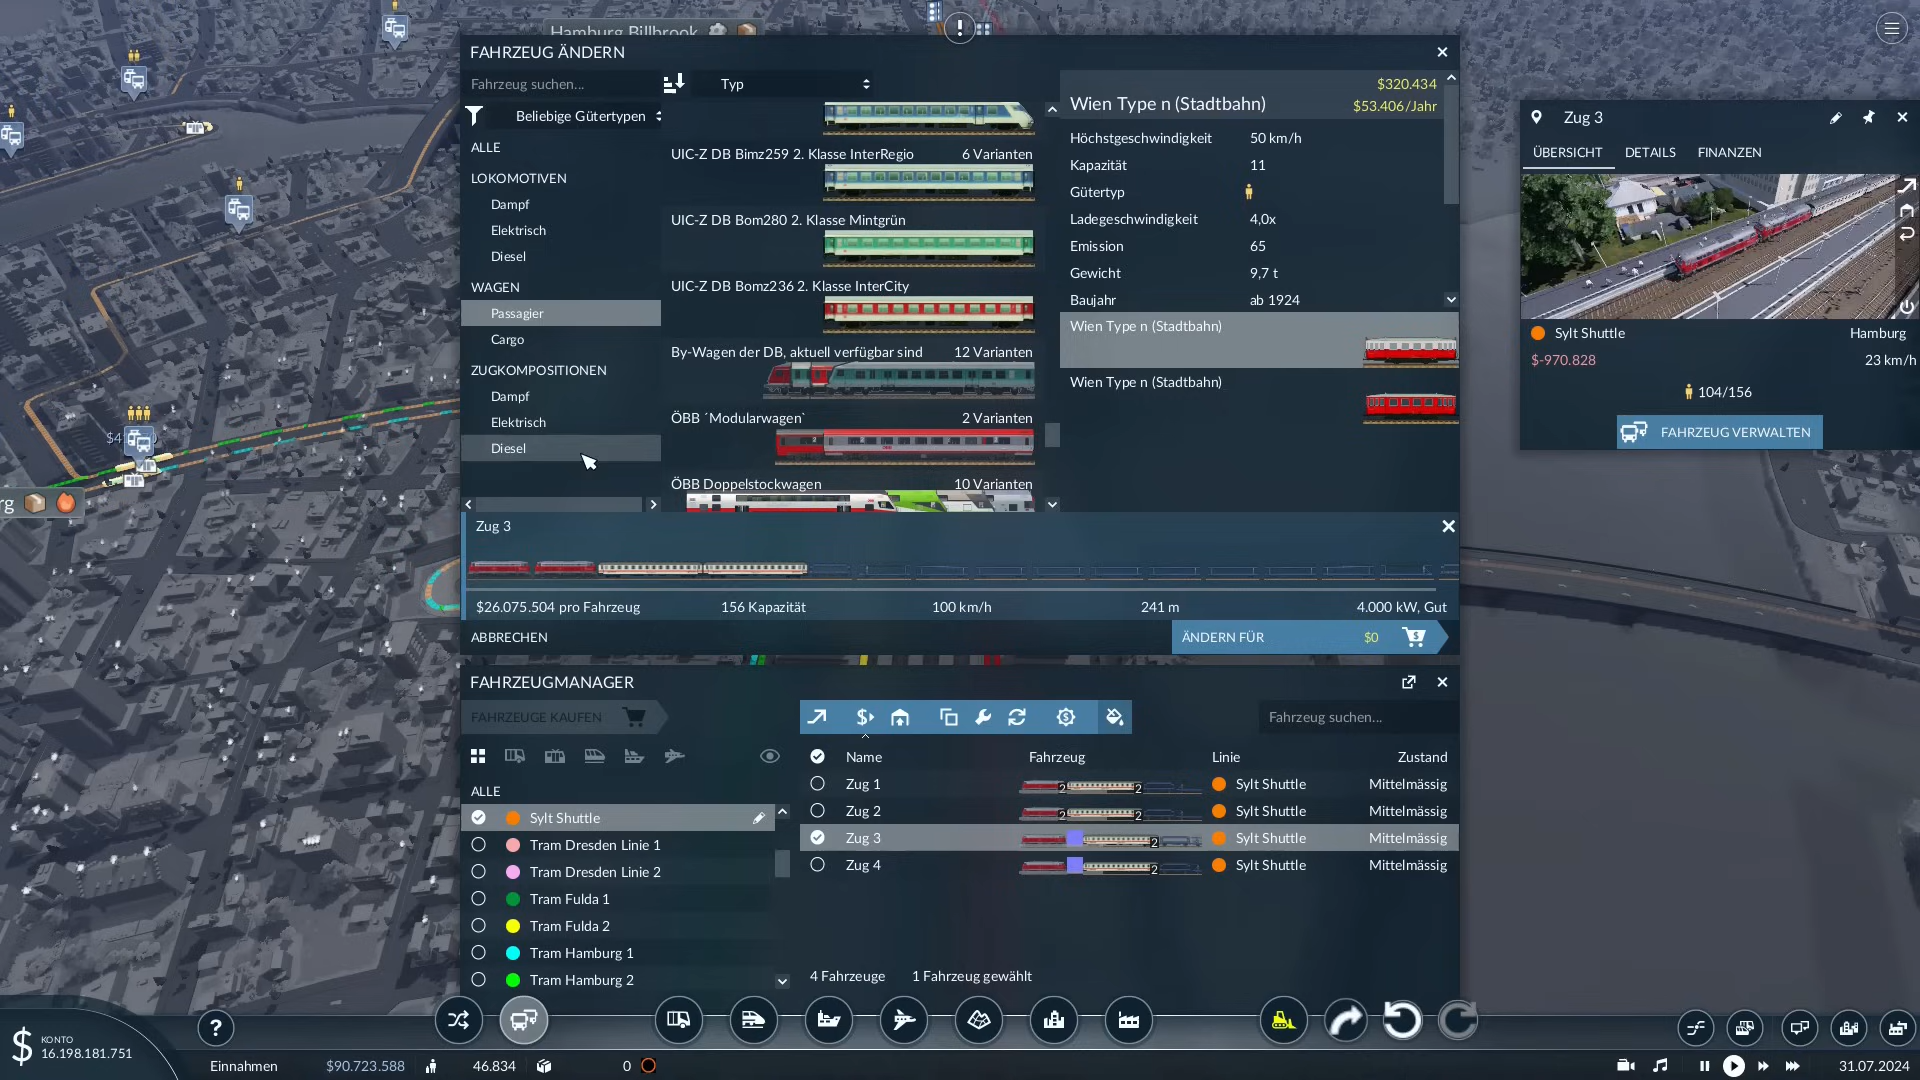 Hamburg Billbrook
FAHRZEUG ÄNDERN
Fahrzeug suchen...
Typ
Beliebige Gütertypen
ALLE
LOKOMOTIVEN
Dampf
Elektrisch
Diesel
WAGEN
Passagier
Cargo
ZUGKOMPOSITIONEN
Dampf
Elektrisch
Diesel
UIC-Z DB Bimz259 2. Klasse InterRegio 6 Varianten
UIC-Z DB Bom280 2. Klasse Mintgrün
UIC-Z DB Bomz236 2. Klasse InterCity
By-Wagen der DB, aktuell verfügbar sind 12 Varianten
ÖBB ´Modularwagen` 2 Varianten
ÖBB Doppelstockwagen 10 Varianten
$320.434
Wien Type n (Stadtbahn) $53.406/Jahr
Höchstgeschwindigkeit 50 km/h
Kapazität 11
Gütertyp
Ladegeschwindigkeit 4,0x
Emission 65
Gewicht 9,7 t
Baujahr ab 1924
Wien Type n (Stadtbahn)
Wien Type n (Stadtbahn)
Zug 3
ÜBERSICHT DETAILS FINANZEN
Sylt Shuttle Hamburg
$-970.828 23 km/h
104/156
FAHRZEUG VERWALTEN
rg
Zug 3
$26.075.504 pro Fahrzeug 156 Kapazität 100 km/h 241 m 4.000 kW, Gut
ABBRECHEN
ÄNDERN FÜR $0
FAHRZEUGMANAGER
FAHRZEUGE KAUFEN
Fahrzeug suchen...
ALLE
Sylt Shuttle
Tram Dresden Linie 1
Tram Dresden Linie 2
Tram Fulda 1
Tram Fulda 2
Tram Hamburg 1
Tram Hamburg 2
Name Fahrzeug Linie Zustand
Zug 1 2 2 Sylt Shuttle Mittelmässig
Zug 2 2 2 Sylt Shuttle Mittelmässig
Zug 3 2 Sylt Shuttle Mittelmässig
Zug 4 2 Sylt Shuttle Mittelmässig
4 Fahrzeuge 1 Fahrzeug gewählt
KONTO
16.198.181.751
Einnahmen $90.723.588 46.834 0
31.07.2024